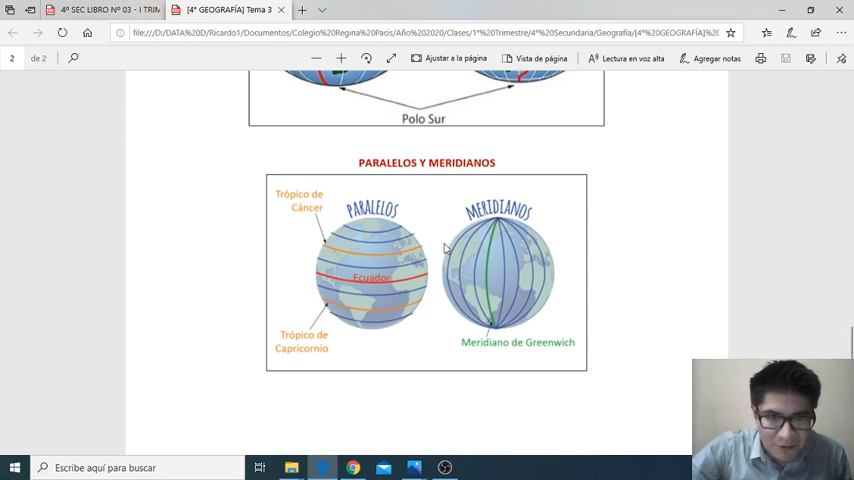 4º SEC LIBRO Nº 03 - I TRIM
[4° GEOGRAFÍA] Tema 3
file:///D:/DATA%20D/Ricardo1/Documentos/Colegio%20Regina%20Pacis/Año%202020/Clases/1°%20Trimestre/4°%20Secundaria/Geografía/[4°%20GEOGRAFÍA]%2
2
de 2
Ajustar a la página
Vista de página
Lectura en voz alta
Agregar notas
Polo Sur
PARALELOS Y MERIDIANOS
Trópico de
Cáncer
PARALELOS
MERIDIANOS
Ecuador
Trópico de
Capricornio
Meridiano de Greenwich
Escribe aquí para buscar